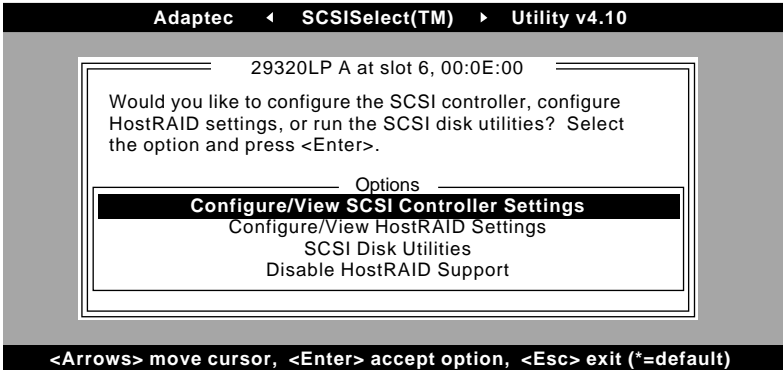 Adaptec ◄ SCSISelect(TM) ► Utility v4.10
29320LP A at slot 6, 00:0E:00
Would you like to configure the SCSI controller, configure
HostRAID settings, or run the SCSI disk utilities? Select
the option and press <Enter>.
Options
Configure/View SCSI Controller Settings
Configure/View HostRAID Settings
SCSI Disk Utilities
Disable HostRAID Support
<Arrows> move cursor, <Enter> accept option, <Esc> exit (*=default)